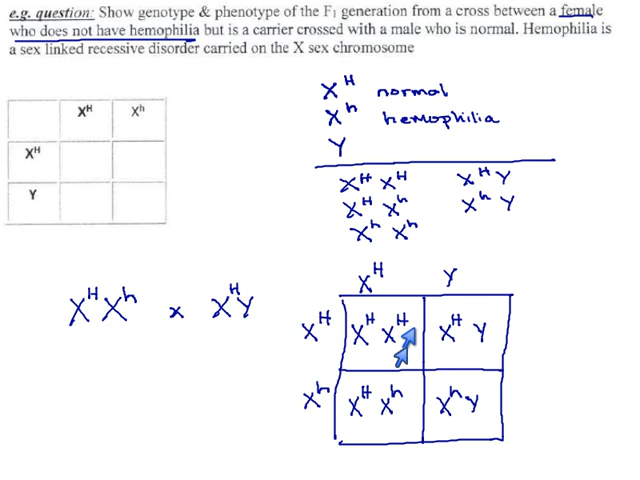 e.g. question: Show genotype & phenotype of the F1 generation from a cross between a female
who does not have hemophilia but is a carrier crossed with a male who is normal. Hemophilia is
a sex linked recessive disorder carried on the X sex chromosome
X^H normal
X^h hemophilia
Y
X^H X^h
X^H
Y
X^H X^H X^H Y
X^H X^h X^h Y
X^h X^h
X^H X^h x X^H Y
X^H Y
X^H X^H X^H X^H Y
X^h X^H X^h X^h Y